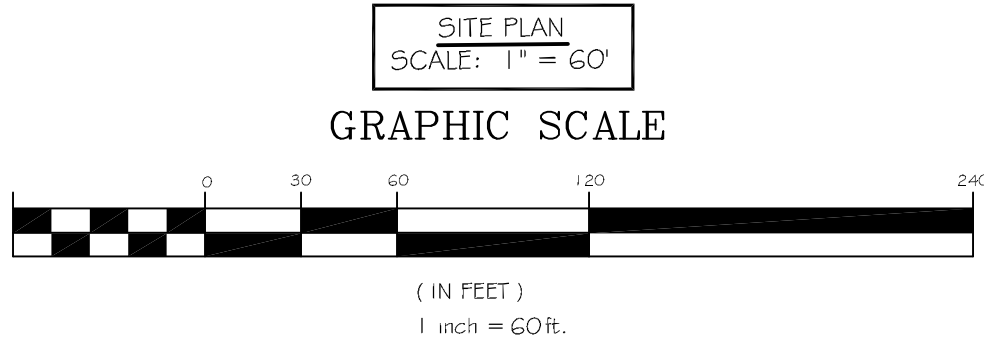 SITE PLAN
SCALE: 1" = 60'
GRAPHIC SCALE
0 30 60 120 240
( IN FEET )
1 inch = 60 ft.